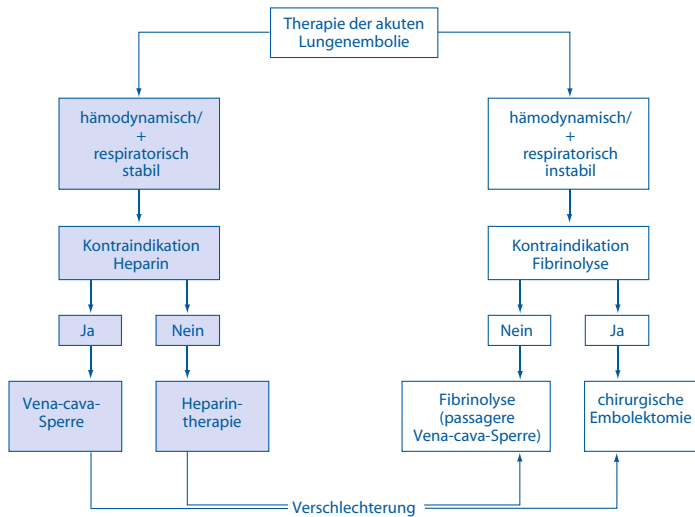 Therapie der akuten
Lungenembolie
hämodynamisch/
+
respiratorisch
stabil
hämodynamisch/
+
respiratorisch
instabil
Kontraindikation
Heparin
Kontraindikation
Fibrinolyse
Ja
Nein
Nein
Ja
Vena-cava-
Sperre
Heparin-
therapie
Fibrinolyse
(passagere
Vena-cava-Sperre)
chirurgische
Embolektomie
Verschlechterung